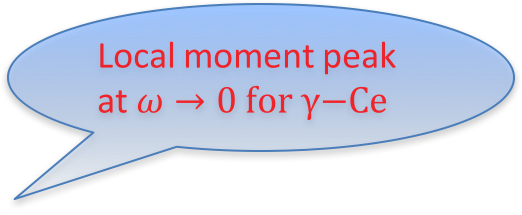 Local moment peak
at ω → 0 for γ−Ce